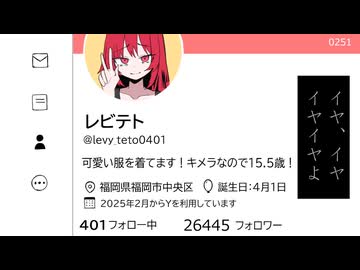 0251
レビテト
@levy_teto0401
可愛い服を着てます！キメラなので15.5歳！
福岡県福岡市中央区 誕生日：4月1日
2025年2月からYを利用しています
401フォロー中 26445 フォロワー
イヤ、イヤ
イヤイヤよ